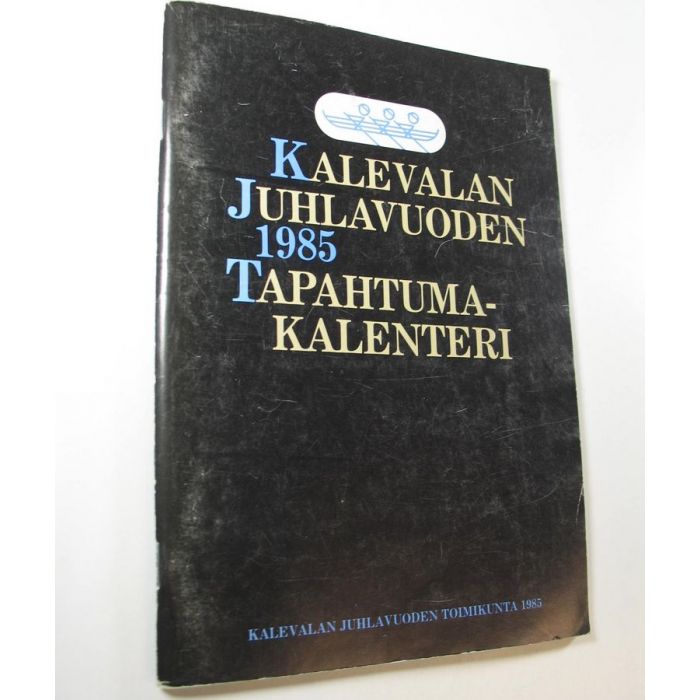 KALEVALAN
JUHLAVUODEN
1985
TAPAHTUMA-
KALENTERI
KALEVALAN JUHLAVUODEN TOIMIKUNTA 1985